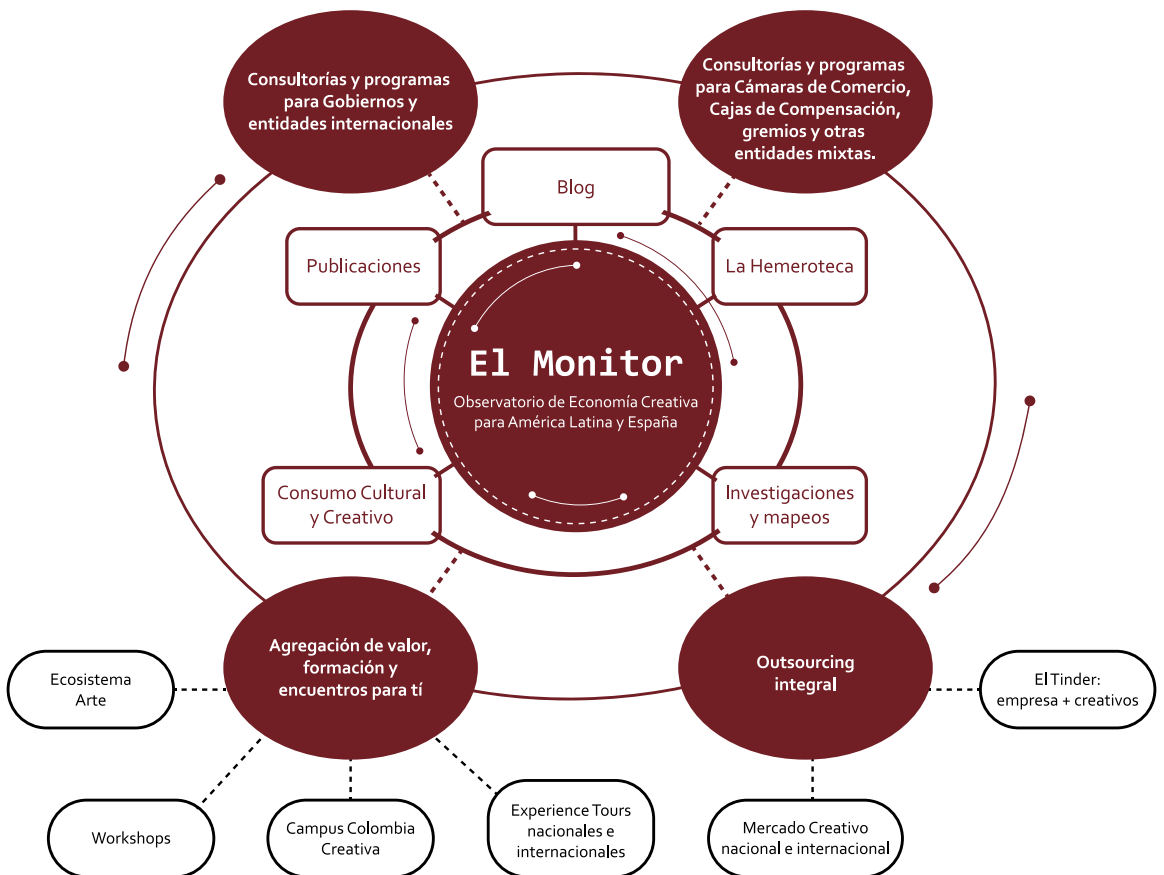 Consultorías y programas
para Gobiernos y
entidades internacionales
Consultorías y programas
para Cámaras de Comercio,
Cajas de Compensación,
gremios y otras
entidades mixtas.
Blog
Publicaciones
La Hemeroteca
El Monitor
Observatorio de Economía Creativa
para América Latina y España
Consumo Cultural
y Creativo
Investigaciones
y mapeos
Agregación de valor,
formación y
encuentros para tí
Outsourcing
integral
Ecosistema
Arte
El Tinder:
empresa + creativos
Workshops
Campus Colombia
Creativa
Experience Tours
nacionales e
internacionales
Mercado Creativo
nacional e internacional